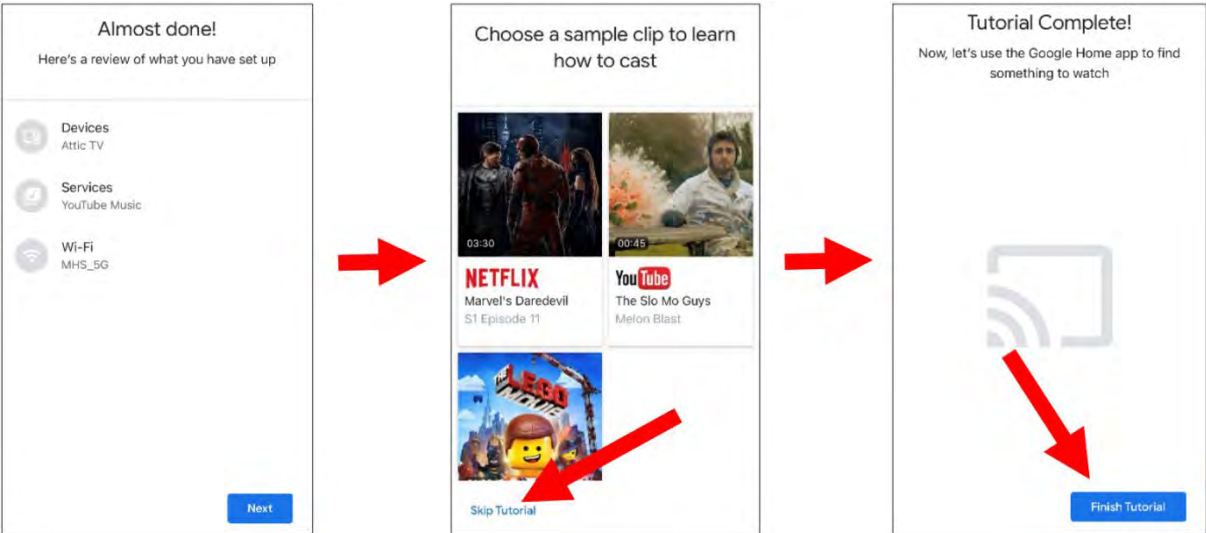 Almost done!
Here's a review of what you have set up
Devices
Attic TV
Services
YouTube Music
Wi-Fi
MHS_5G
Next
Choose a sample clip to learn
how to cast
03:30
NETFLIX
Marvel's Daredevil
S1 Episode 11
00:45
YouTube
The Slo Mo Guys
Melon Blast
THE
LEGO
MOVIE
Skip Tutorial
Tutorial Complete!
Now, let's use the Google Home app to find
something to watch
Finish Tutorial